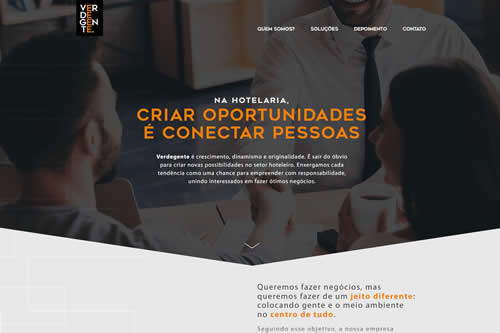 VER
DEG
ENTE.
QUEM SOMOS?
SOLUÇÕES
DEPOIMENTO
CONTATO
NA HOTELARIA,
CRIAR OPORTUNIDADES
É CONECTAR PESSOAS
Verdegente é crescimento, dinamismo e originalidade. É sair do óbvio
para criar novas possibilidades no setor hoteleiro. Enxergamos cada
tendência como uma chance para empreender com responsabilidade,
unindo interessados em fazer ótimos negócios.
Queremos fazer negócios, mas
queremos fazer de um jeito diferente:
colocando gente e o meio ambiente
no centro de tudo.
Seguindo esse objetivo, a nossa empresa